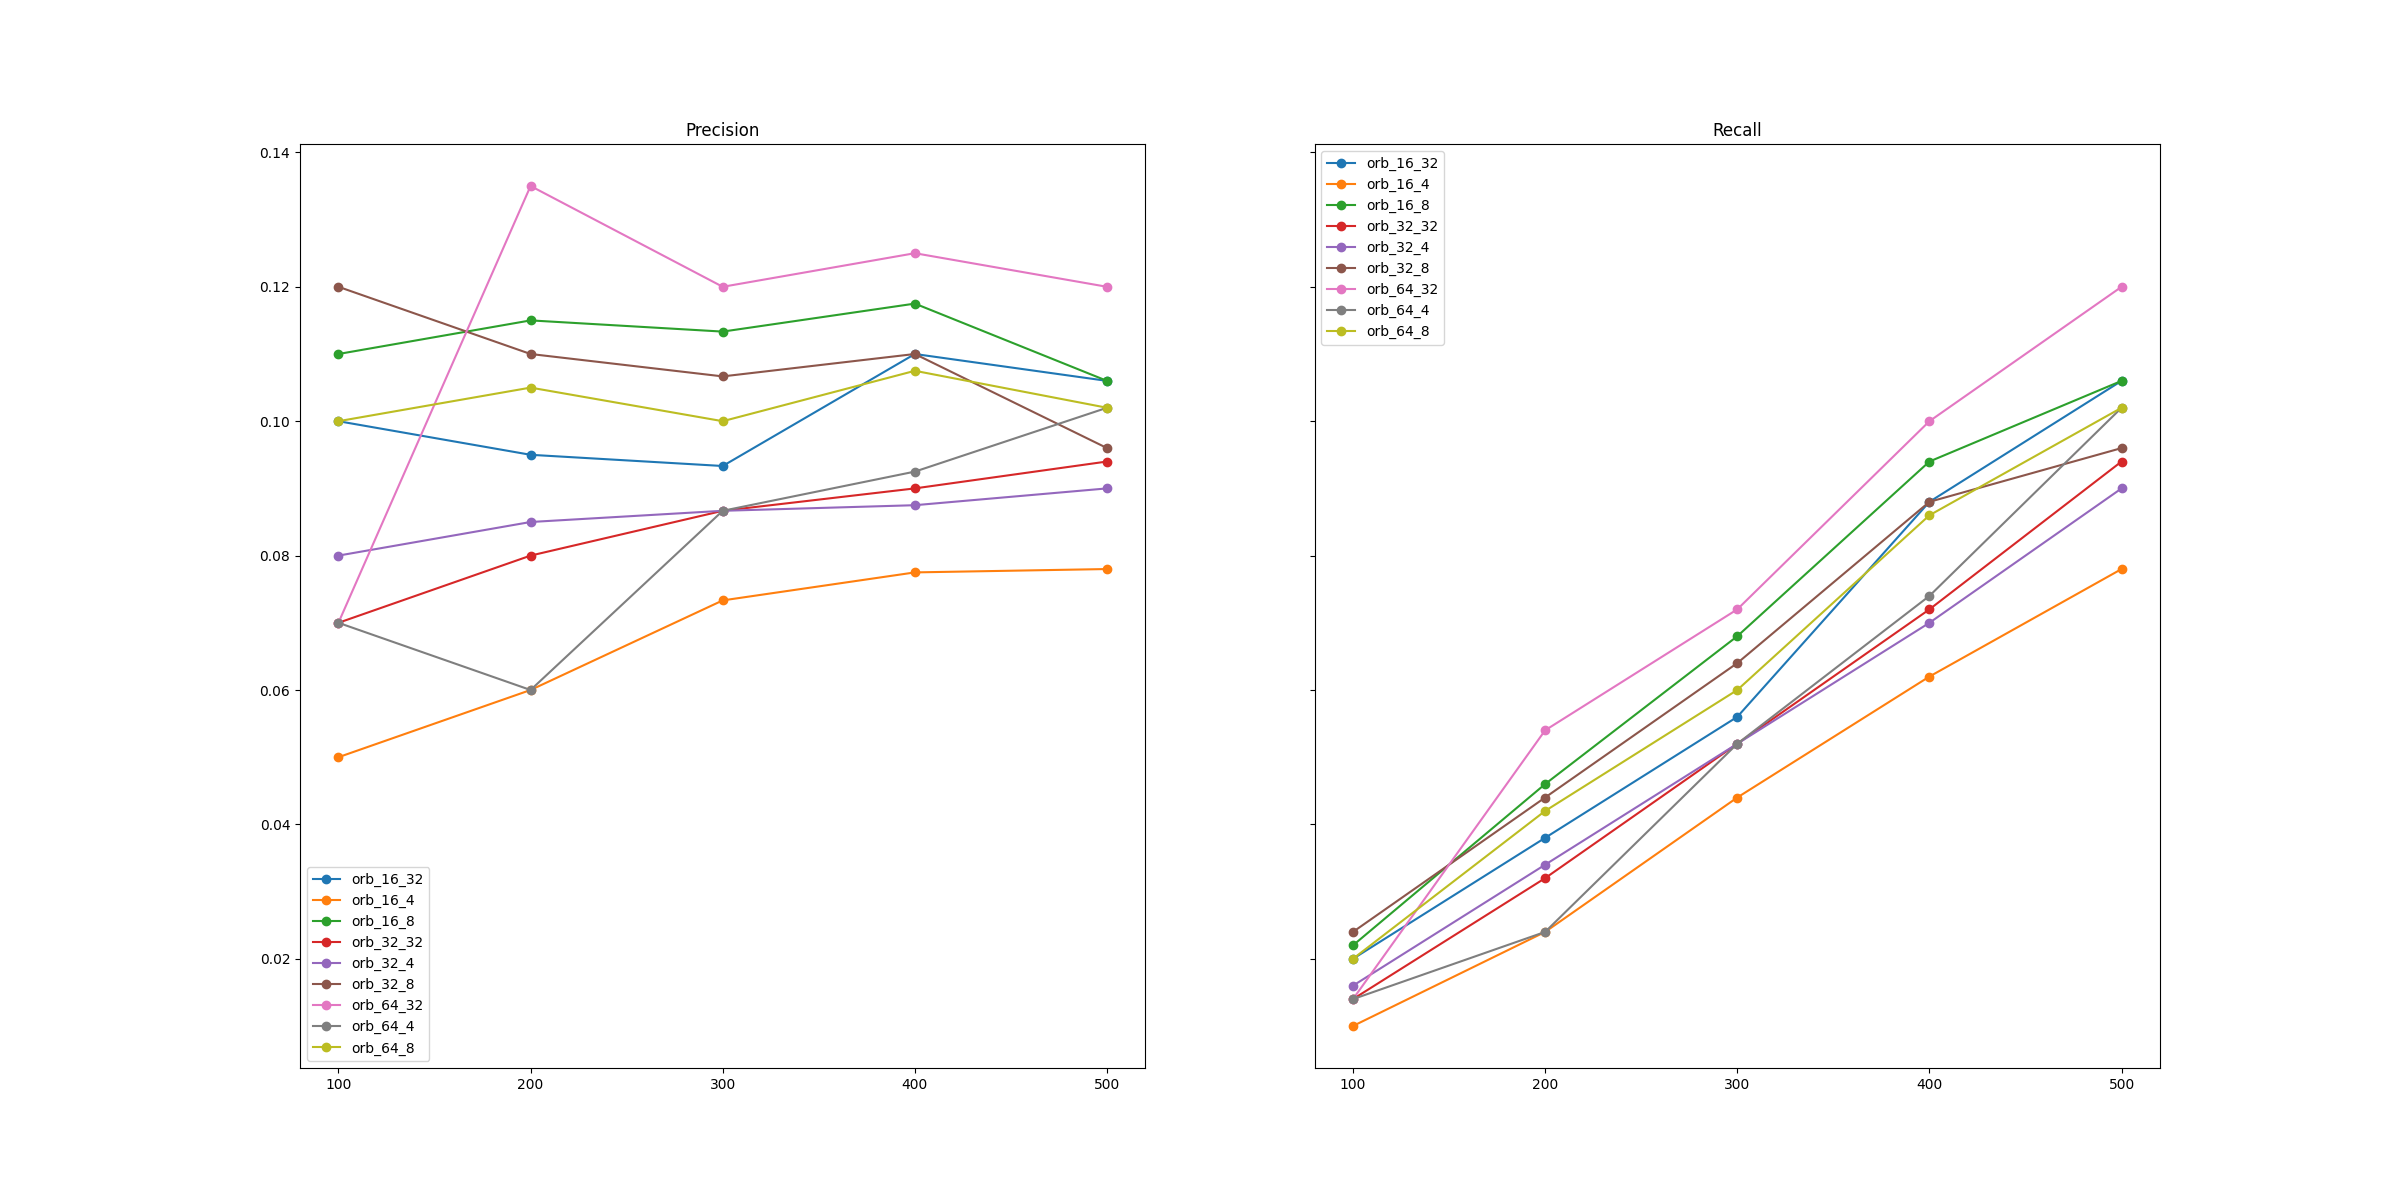 Precision
0.14
0.12
0.10
0.08
0.06
0.04
0.02
orb_16_32
orb_16_4
orb_16_8
orb_32_32
orb_32_4
orb_32_8
orb_64_32
orb_64_4
orb_64_8
100 200 300 400 500
Recall
orb_16_32
orb_16_4
orb_16_8
orb_32_32
orb_32_4
orb_32_8
orb_64_32
orb_64_4
orb_64_8
100 200 300 400 500